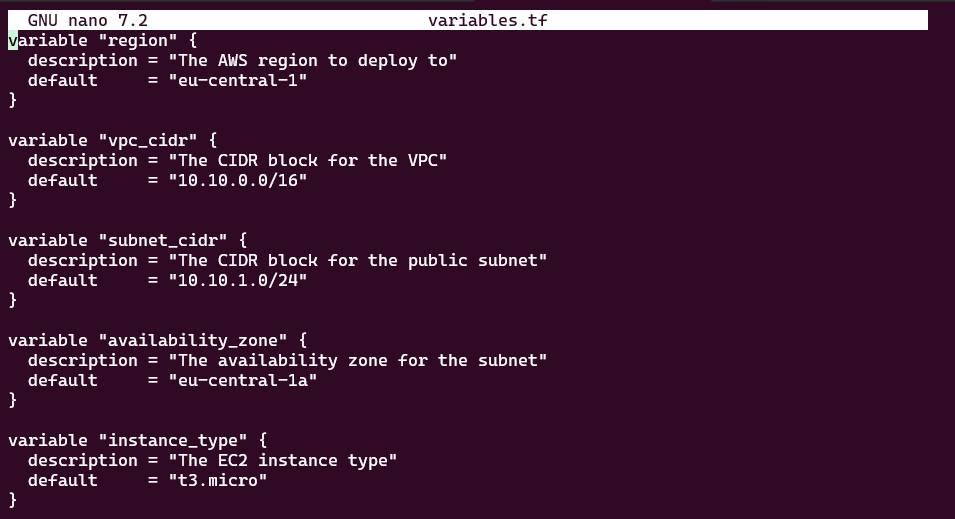 GNU nano 7.2 variables.tf
variable "region" {
  description = "The AWS region to deploy to"
  default     = "eu-central-1"
}

variable "vpc_cidr" {
  description = "The CIDR block for the VPC"
  default     = "10.10.0.0/16"
}

variable "subnet_cidr" {
  description = "The CIDR block for the public subnet"
  default     = "10.10.1.0/24"
}

variable "availability_zone" {
  description = "The availability zone for the subnet"
  default     = "eu-central-1a"
}

variable "instance_type" {
  description = "The EC2 instance type"
  default     = "t3.micro"
}